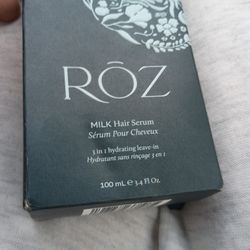 RŌZ
MILK Hair Serum
Sérum Pour Cheveux
3 in 1 hydrating leave-in
Hydratant sans rinçage 3 en 1
100 mL e 3.4 fl Oz.